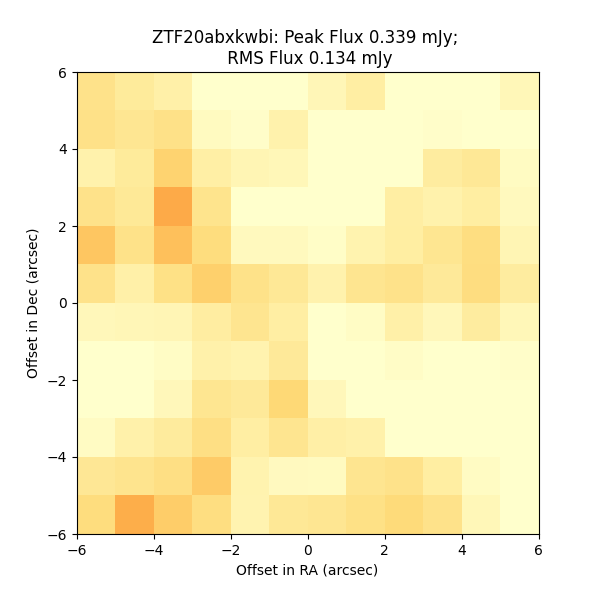 ZTF20abxkwbi: Peak Flux 0.339 mJy;
RMS Flux 0.134 mJy
6
4
2
0
−2
−4
−6
Offset in Dec (arcsec)
−6 −4 −2 0 2 4 6
Offset in RA (arcsec)